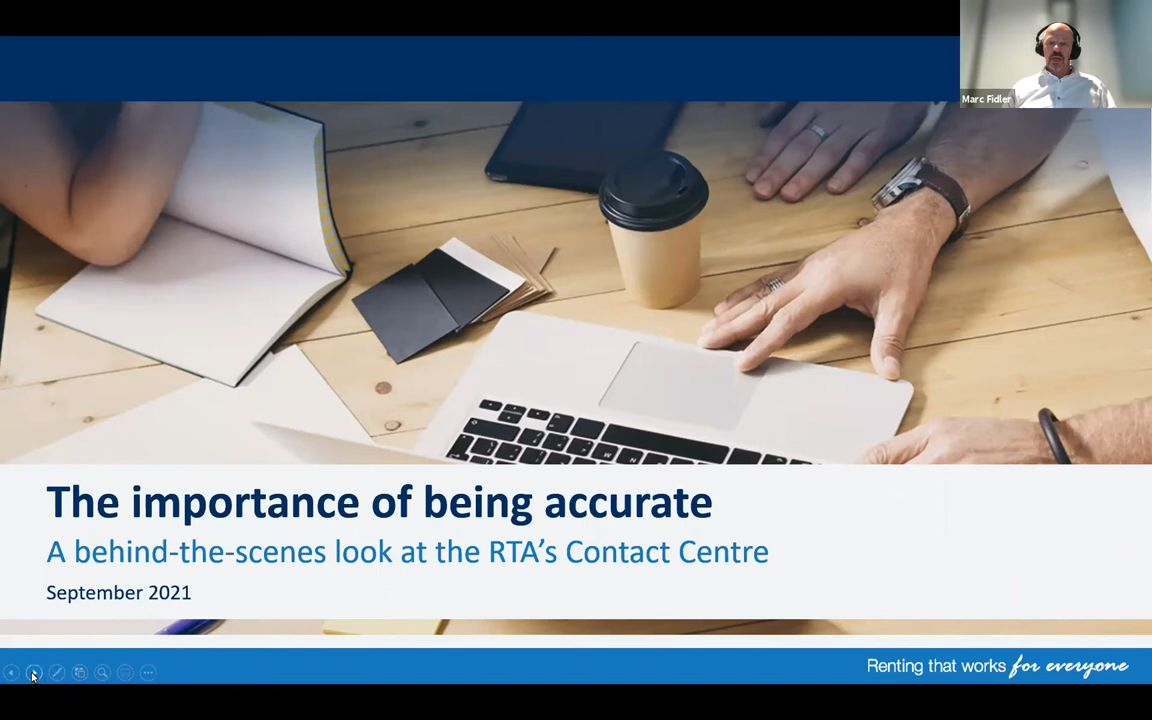 Marc Fidler
The importance of being accurate
A behind-the-scenes look at the RTA’s Contact Centre
September 2021
Renting that works for everyone